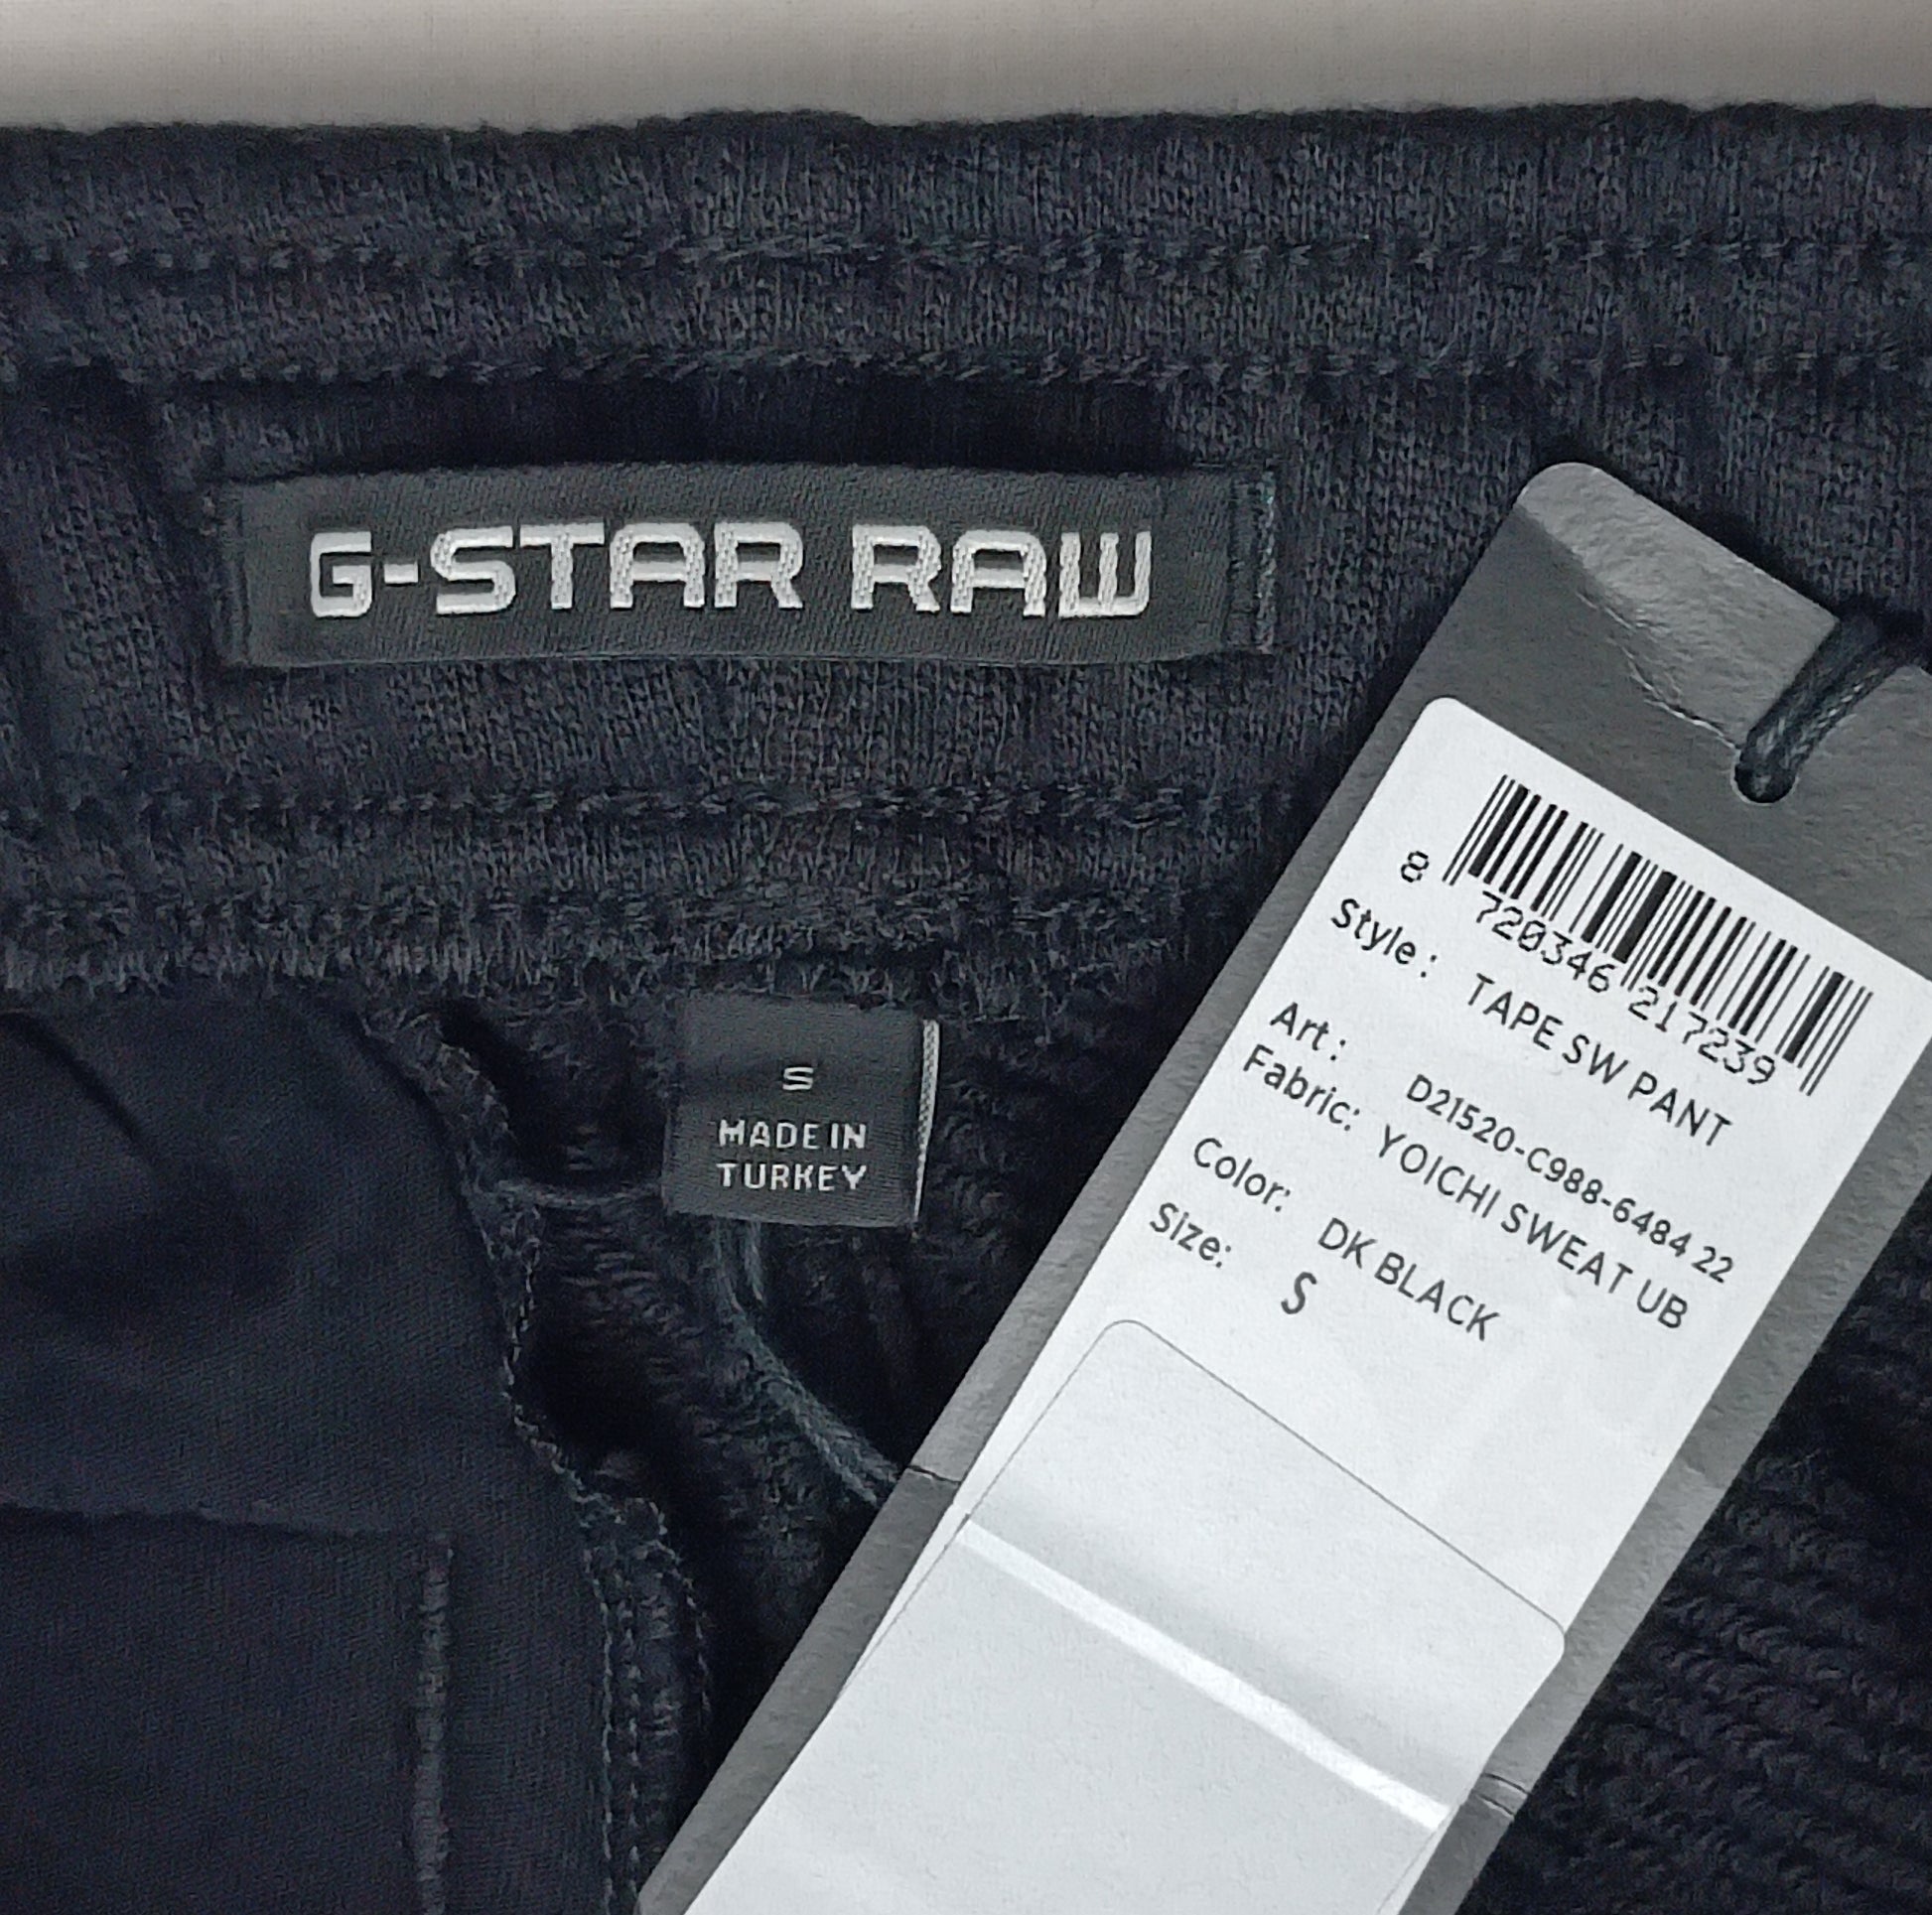 G-STAR RAW
S
MADE IN
TURKEY
8 720346 217239
Style: TAPE SW PANT
Art: D21520-C988-6484 22
Fabric: YOICHI SWEAT UB
Color: DK BLACK
Size: S